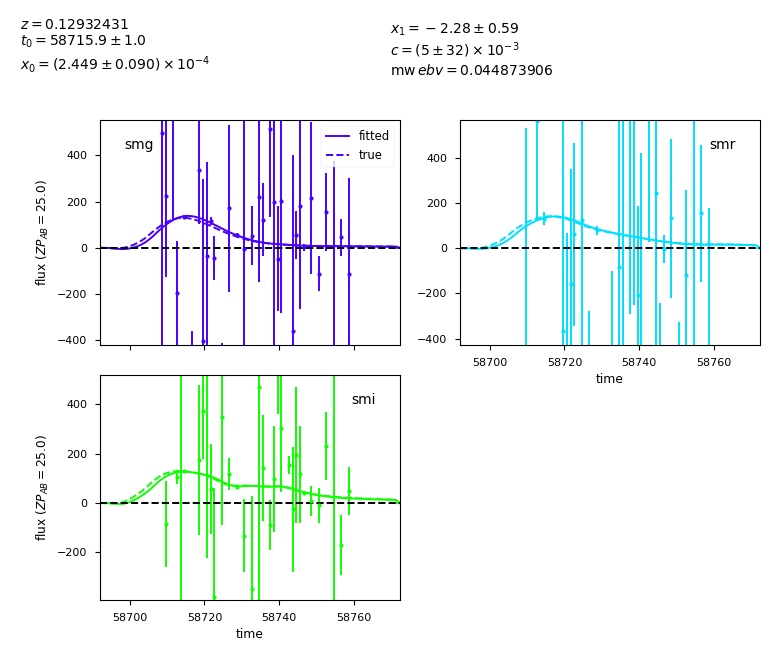 z = 0.12932431
t₀ = 58715.9 ± 1.0
x₀ = (2.449 ± 0.090) × 10⁻⁴
x₁ = −2.28 ± 0.59
c = (5 ± 32) × 10⁻³
mw ebv = 0.044873906
smg
fitted
true
400
200
0
−200
−400
flux (ZP_AB = 25.0)
smr
400
200
0
−200
−400
58700 58720 58740 58760
time
smi
400
200
0
−200
flux (ZP_AB = 25.0)
58700 58720 58740 58760
time